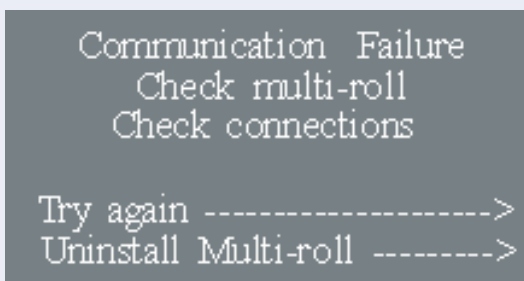 Communication Failure
Check multi-roll
Check connections
Try again --------------------->
Uninstall Multi-roll --------->